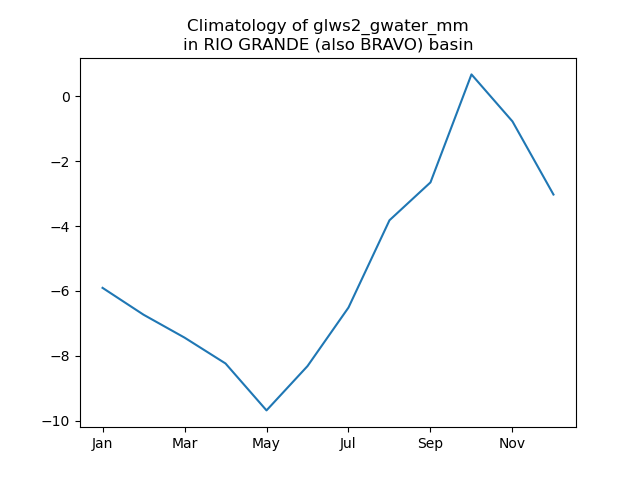 Climatology of glws2_gwater_mm
in RIO GRANDE (also BRAVO) basin
0
−2
−4
−6
−8
−10
Jan Mar May Jul Sep Nov